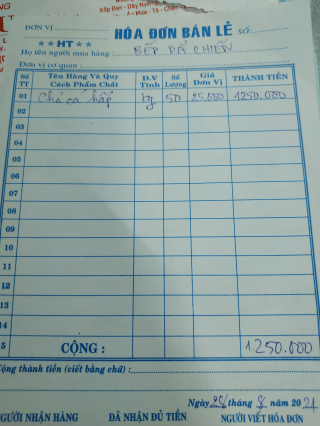 HÓA ĐƠN BÁN LẺ SỐ:
ĐƠN VỊ
★★HT★★
Họ tên người mua hàng: BẾP DÃ CHIẾN
Đơn vị cơ quan:
Số TT Tên Hàng Và Quy Cách Phẩm Chất Đ.V Tính Số Lượng Giá Đơn Vị THÀNH TIỀN
01 Chả cá hấp kg 50 25.000 1250.000
02
03
04
05
06
07
08
09
10
11
12
13
14
5 CỘNG: 1250.000
Cộng thành tiền (viết bằng chữ):
Ngày 28 tháng 8 năm 2021
NGƯỜI NHẬN HÀNG ĐÃ NHẬN ĐỦ TIỀN NGƯỜI VIẾT HÓA ĐƠN